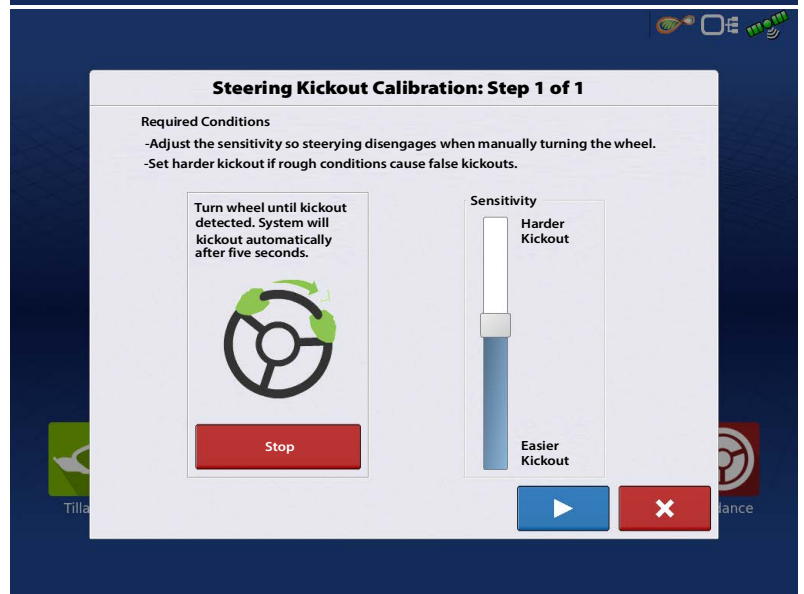 Steering Kickout Calibration: Step 1 of 1
Required Conditions
-Adjust the sensitivity so steerying disengages when manually turning the wheel.
-Set harder kickout if rough conditions cause false kickouts.
Turn wheel until kickout
detected. System will
kickout automatically
after five seconds.
Stop
Sensitivity
Harder
Kickout
Easier
Kickout
Tilla
dance